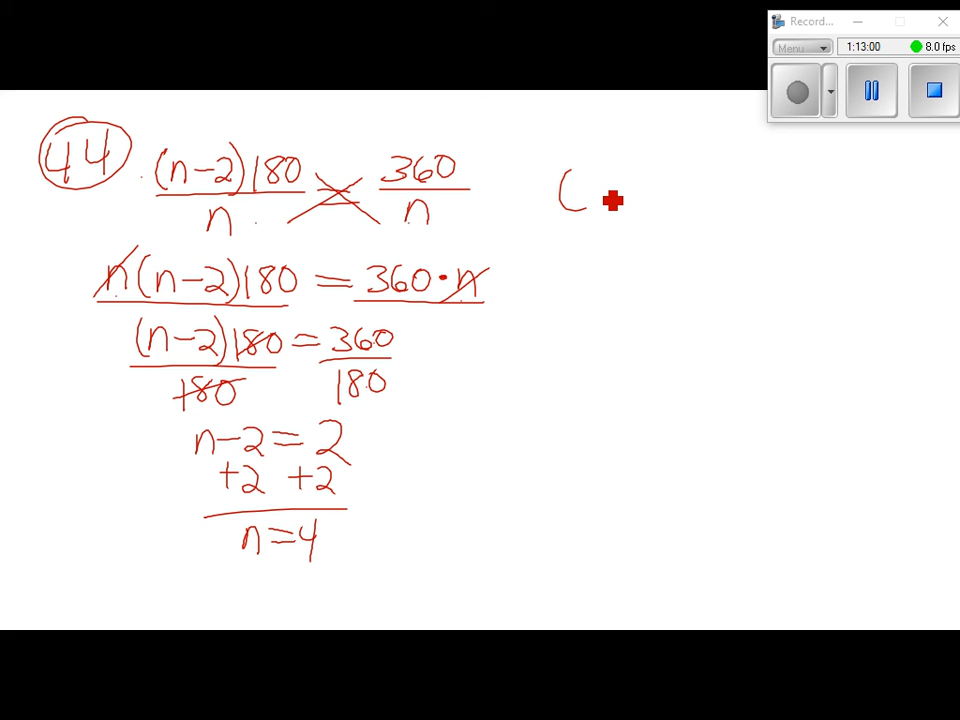 Record...
Menu
1:13:00
8.0 fps
44
(n-2)180 / n = 360 / n
n(n-2)180 = 360·n
(n-2)180 / 180 = 360 / 180
n-2=2
+2 +2
n=4
(